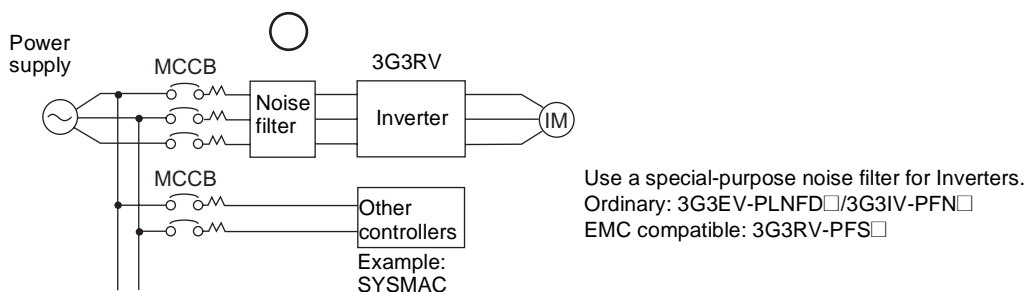 Power
supply
MCCB
3G3RV
Noise
filter
Inverter
IM
MCCB
Other
controllers
Example:
SYSMAC
Use a special-purpose noise filter for Inverters.
Ordinary: 3G3EV-PLNFD□/3G3IV-PFN□
EMC compatible: 3G3RV-PFS□